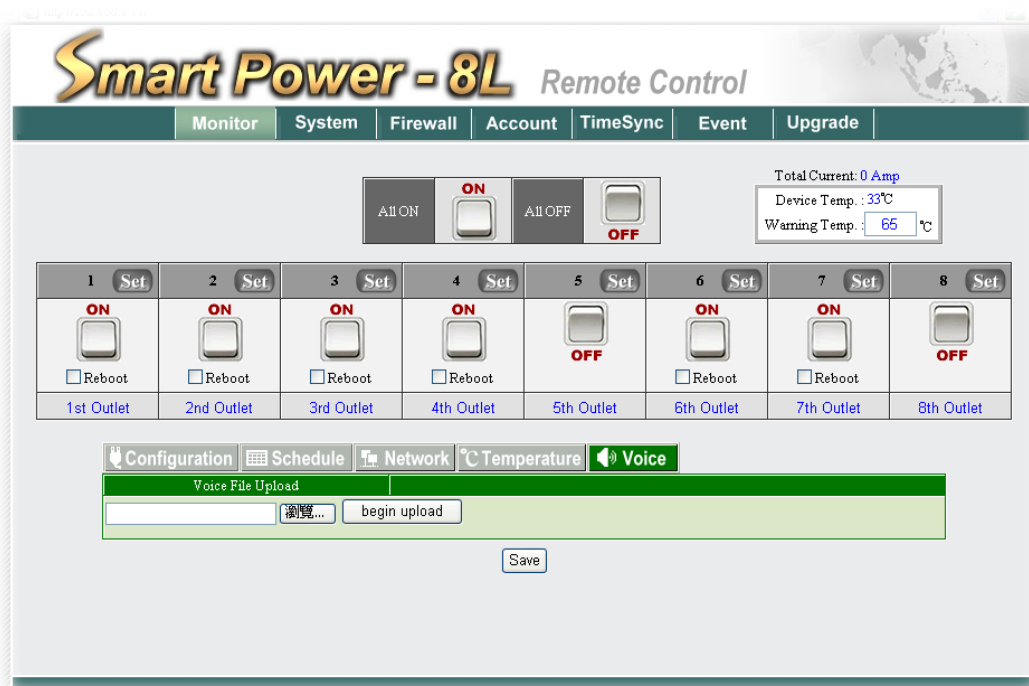 Smart Power - 8L Remote Control
Monitor System Firewall Account TimeSync Event Upgrade
Total Current: 0 Amp
All ON ON All OFF OFF
Device Temp. : 33℃
Warning Temp. : 65 ℃
1 Set 2 Set 3 Set 4 Set 5 Set 6 Set 7 Set 8 Set
ON ON ON ON OFF ON ON OFF
Reboot Reboot Reboot Reboot Reboot Reboot
1st Outlet 2nd Outlet 3rd Outlet 4th Outlet 5th Outlet 6th Outlet 7th Outlet 8th Outlet
Configuration Schedule Network ℃ Temperature Voice
Voice File Upload
瀏覽... begin upload
Save